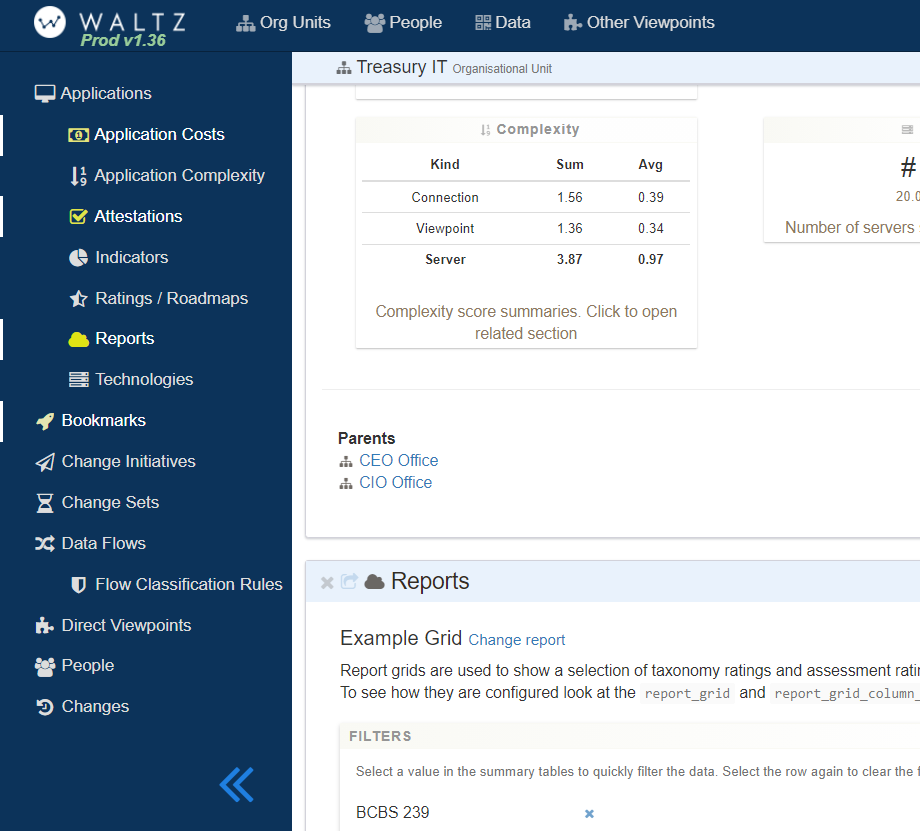 WALTZ
Prod v1.36
Org Units
People
Data
Other Viewpoints
Applications
Application Costs
Application Complexity
Attestations
Indicators
Ratings / Roadmaps
Reports
Technologies
Bookmarks
Change Initiatives
Change Sets
Data Flows
Flow Classification Rules
Direct Viewpoints
People
Changes
Treasury IT Organisational Unit
Complexity
Kind Sum Avg
Connection 1.56 0.39
Viewpoint 1.36 0.34
Server 3.87 0.97
Complexity score summaries. Click to open
related section
#
20.0
Number of servers
Parents
CEO Office
CIO Office
Reports
Example Grid Change report
Report grids are used to show a selection of taxonomy ratings and assessment
To see how they are configured look at the report_grid and report_grid_column_
FILTERS
Select a value in the summary tables to quickly filter the data. Select the row again to clear the
BCBS 239